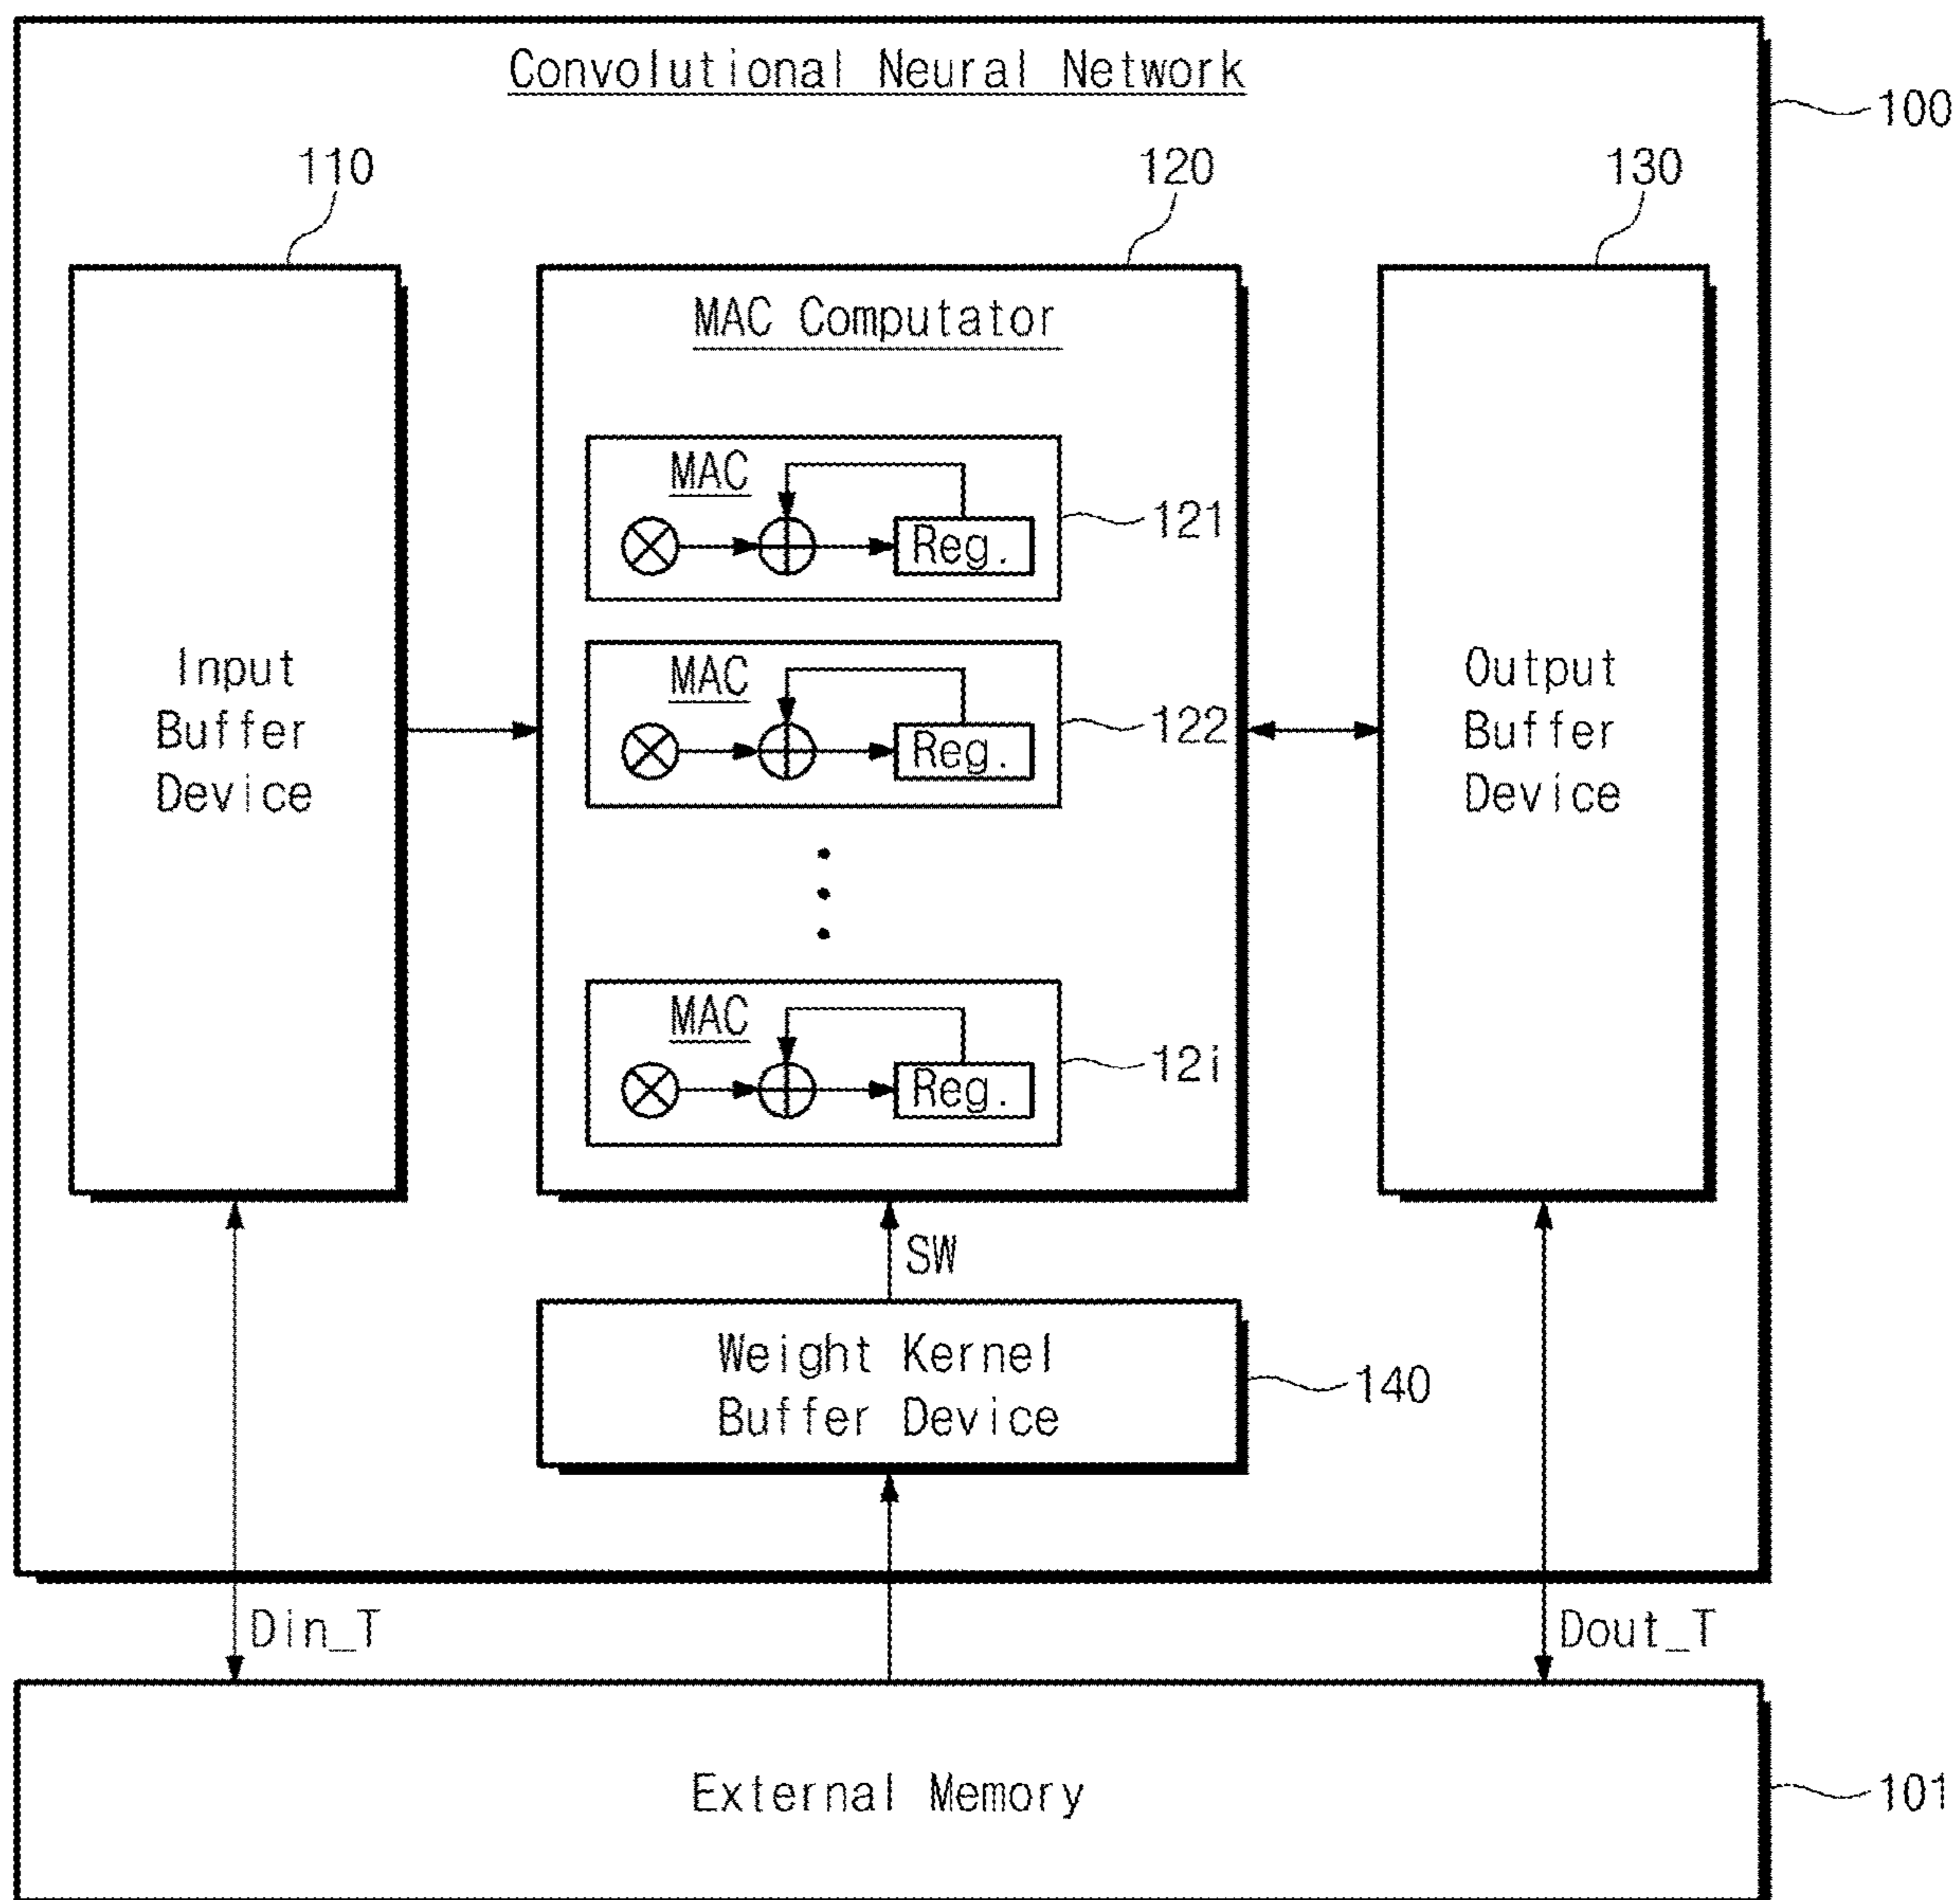 Convolutional Neural Network
100
110
120
130
MAC Computator
MAC
Reg.
121
MAC
Reg.
122
Input
Buffer
Device
Output
Buffer
Device
MAC
Reg.
12i
SW
Weight Kernel
Buffer Device
140
Din_T
Dout_T
External Memory
101